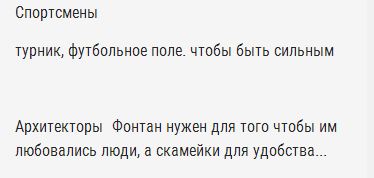 Спортсмены
турник, футбольное поле. чтобы быть сильным
Архитекторы  Фонтан нужен для того чтобы им
любовались люди, а скамейки для удобства...